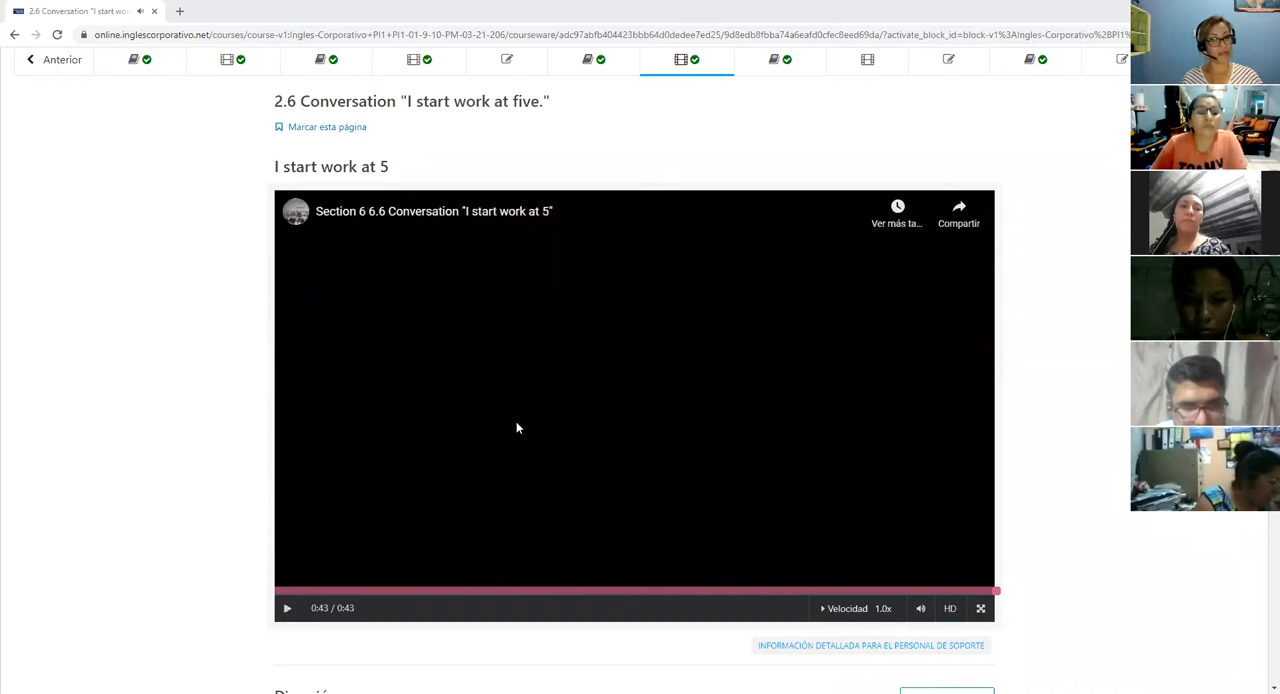 2.6 Conversation "I start wo
online.inglescorporativo.net/courses/course-v1:Ingles-Corporativo+PI1+PI1-01-9-10-PM-03-21-206/courseware/adc97abfb404423bbb64d0dedee7ed25/9d8edb8fbba74a6eafd0cfec8eed69da/?activate_block_id=block-v1%3AIngles-Corporativo%2BPI1%
Anterior
2.6 Conversation "I start work at five."
Marcar esta página
I start work at 5
Section 6 6.6 Conversation "I start work at 5"
Ver más ta...
Compartir
0:43 / 0:43
Velocidad 1.0x
HD
INFORMACIÓN DETALLADA PARA EL PERSONAL DE SOPORTE